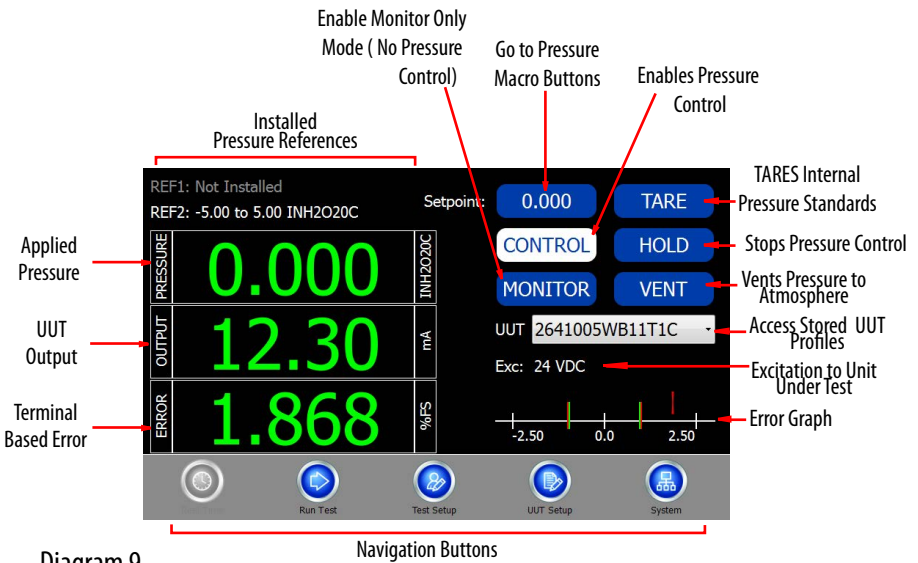 Enable Monitor Only
Mode ( No Pressure
Control)
Go to Pressure
Macro Buttons
Enables Pressure
Control
Installed
Pressure References
REF1: Not Installed
REF2: -5.00 to 5.00 INH2O20C
Setpoint:
0.000
TARE
TARES Internal
Pressure Standards
Applied
Pressure
PRESSURE
0.000
INH2O20C
CONTROL
HOLD
Stops Pressure Control
MONITOR
VENT
Vents Pressure to
Atmosphere
UUT
Output
OUTPUT
12.30
mA
UUT
2641005WB11T1C
Access Stored UUT
Profiles
Exc: 24 VDC
Excitation to Unit
Under Test
Terminal
Based Error
ERROR
1.868
%FS
-2.50
0.0
2.50
Error Graph
Run Test
Test Setup
UUT Setup
System
Navigation Buttons
Diagram 9